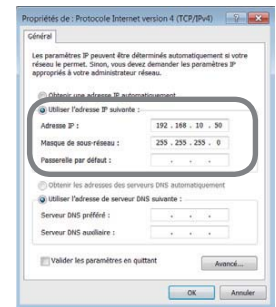 Propriétés de : Protocole Internet version 4 (TCP/IPv4)
Général
Les paramètres IP peuvent être déterminés automatiquement si votre
réseau le permet. Sinon, vous devez demander les paramètres IP
appropriés à votre administrateur réseau.
Obtenir une adresse IP automatiquement
Utiliser l'adresse IP suivante :
Adresse IP : 192 . 168 . 10 . 50
Masque de sous-réseau : 255 . 255 . 255 . 0
Passerelle par défaut : . . .
Obtenir les adresses des serveurs DNS automatiquement
Utiliser l'adresse de serveur DNS suivante :
Serveur DNS préféré : . . .
Serveur DNS auxiliaire : . . .
Valider les paramètres en quittant
Avancé...
OK Annuler